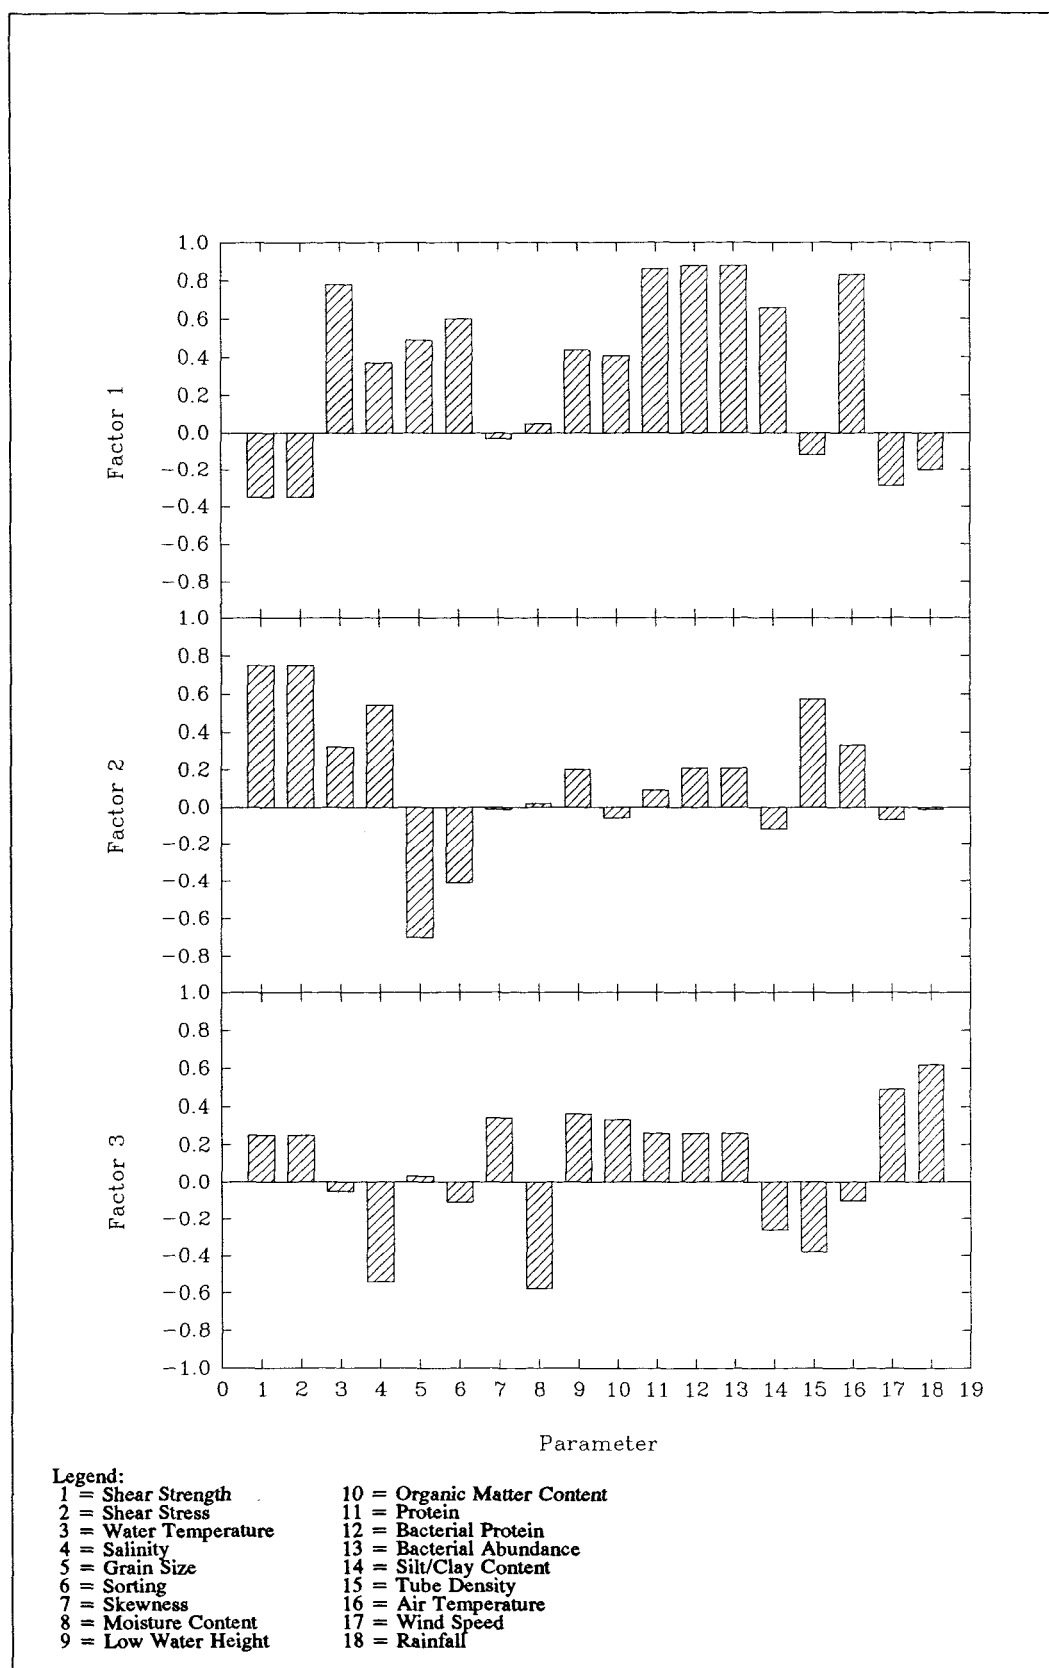 1.0
0.8
0.6
0.4
0.2
0.0
−0.2
−0.4
−0.6
−0.8
Factor 1
1.0
0.8
0.6
0.4
0.2
0.0
−0.2
−0.4
−0.6
−0.8
Factor 2
1.0
0.8
0.6
0.4
0.2
0.0
−0.2
−0.4
−0.6
−0.8
−1.0
Factor 3
0 1 2 3 4 5 6 7 8 9 10 11 12 13 14 15 16 17 18 19
Parameter
Legend:
1 = Shear Strength
2 = Shear Stress
3 = Water Temperature
4 = Salinity
5 = Grain Size
6 = Sorting
7 = Skewness
8 = Moisture Content
9 = Low Water Height
10 = Organic Matter Content
11 = Protein
12 = Bacterial Protein
13 = Bacterial Abundance
14 = Silt/Clay Content
15 = Tube Density
16 = Air Temperature
17 = Wind Speed
18 = Rainfall